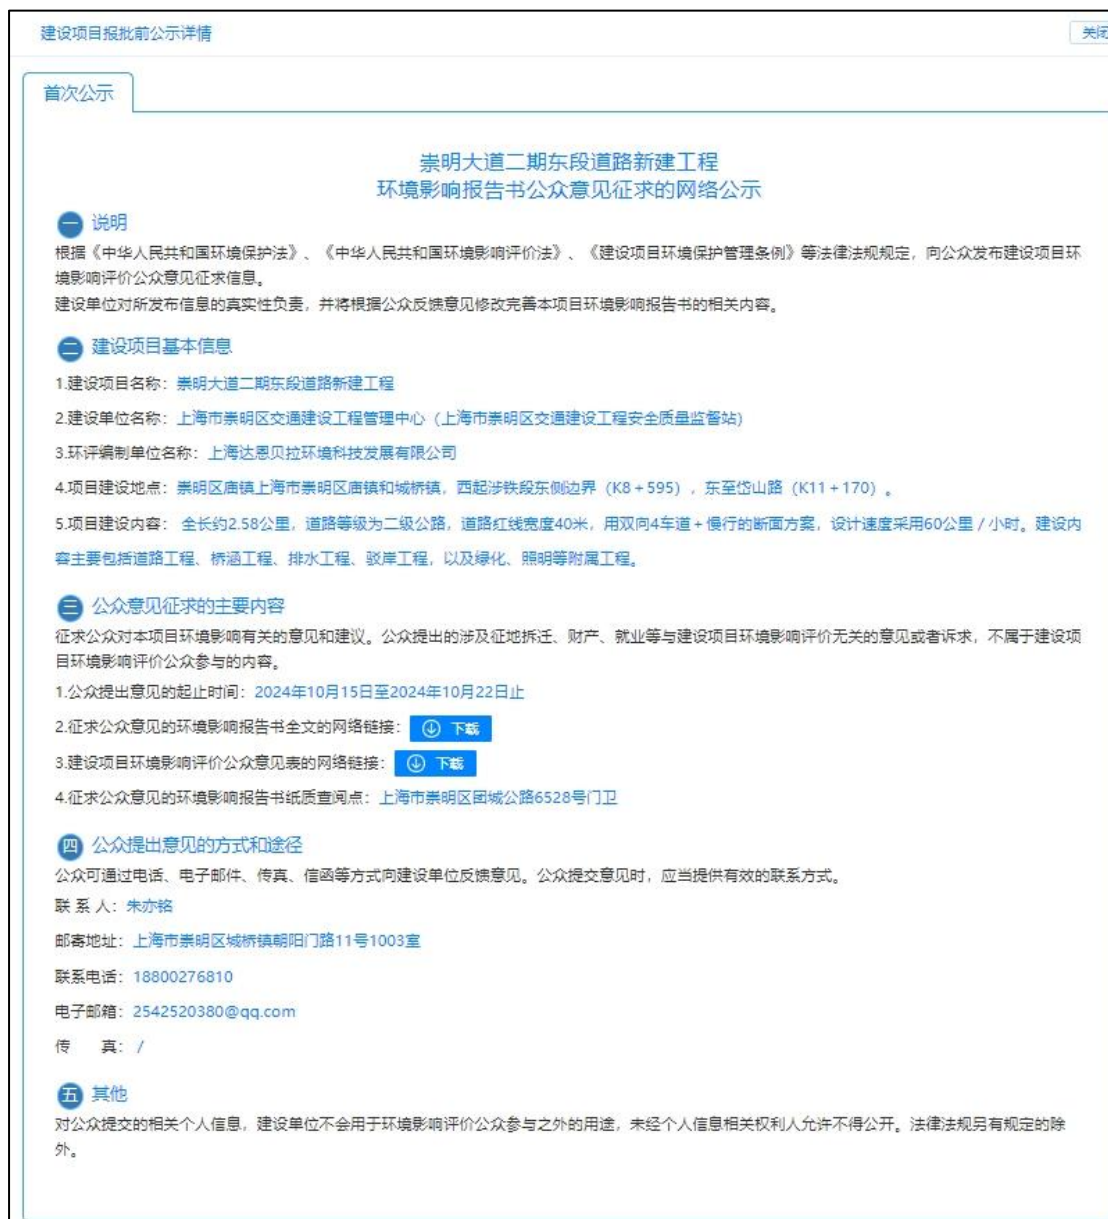 建设项目报批前公示详情
关闭
首次公示
崇明大道二期东段道路新建工程
环境影响报告书公众意见征求的网络公示
一 说明
根据《中华人民共和国环境保护法》、《中华人民共和国环境影响评价法》、《建设项目环境保护管理条例》等法律法规规定，向公众发布建设项目环
境影响评价公众意见征求信息。
建设单位对所发布信息的真实性负责，并将根据公众反馈意见修改完善本项目环境影响报告书的相关内容。
二 建设项目基本信息
1.建设项目名称：崇明大道二期东段道路新建工程
2.建设单位名称：上海市崇明区交通建设工程管理中心（上海市崇明区交通建设工程安全质量监督站）
3.环评编制单位名称：上海达恩贝拉环境科技发展有限公司
4.项目建设地点：崇明区庙镇上海市崇明区庙镇和城桥镇，西起涉铁段东侧边界（K8+595），东至岱山路（K11+170）。
5.项目建设内容： 全长约2.58公里，道路等级为二级公路，道路红线宽度40米，用双向4车道+慢行的断面方案，设计速度采用60公里/小时。建设内
容主要包括道路工程、桥涵工程、排水工程、驳岸工程，以及绿化、照明等附属工程。
三 公众意见征求的主要内容
征求公众对本项目环境影响有关的意见和建议。公众提出的涉及征地拆迁、财产、就业等与建设项目环境影响评价无关的意见或者诉求，不属于建设项
目环境影响评价公众参与的内容。
1.公众提出意见的起止时间：2024年10月15日至2024年10月22日止
2.征求公众意见的环境影响报告书全文的网络链接： 下载
3.建设项目环境影响评价公众意见表的网络链接： 下载
4.征求公众意见的环境影响报告书纸质查阅点：上海市崇明区团城公路6528号门卫
四 公众提出意见的方式和途径
公众可通过电话、电子邮件、传真、信函等方式向建设单位反馈意见。公众提交意见时，应当提供有效的联系方式。
联 系 人：朱亦铭
邮寄地址：上海市崇明区城桥镇朝阳门路11号1003室
联系电话：18800276810
电子邮箱：2542520380@qq.com
传 真：/
五 其他
对公众提交的相关个人信息，建设单位不会用于环境影响评价公众参与之外的用途，未经个人信息相关权利人允许不得公开。法律法规另有规定的除
外。